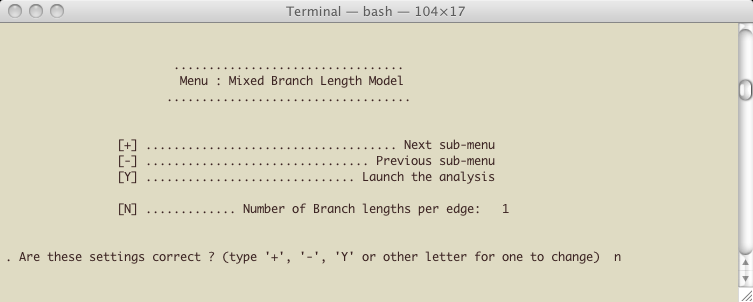 Terminal — bash — 104×17
................................
Menu : Mixed Branch Length Model
...................................
[+] .................................... Next sub-menu
[-] ................................ Previous sub-menu
[Y] .............................. Launch the analysis
[N] ............. Number of Branch lengths per edge:   1
. Are these settings correct ? (type '+', '-', 'Y' or other letter for one to change)  n